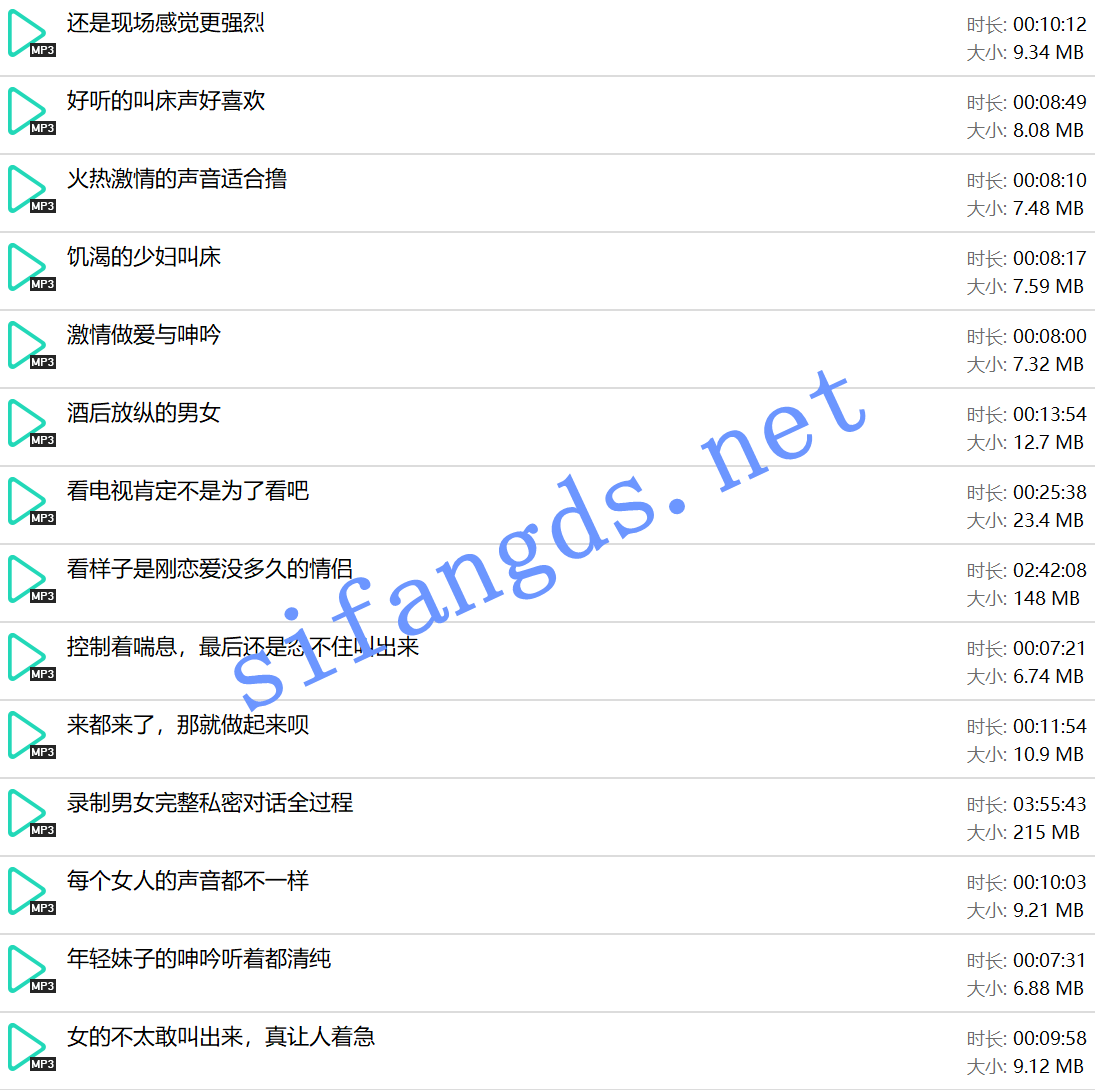 还是现场感觉更强烈
时长: 00:10:12
MP3
大小: 9.34 MB
好听的叫床声好喜欢
时长: 00:08:49
MP3
大小: 8.08 MB
火热激情的声音适合撸
时长: 00:08:10
MP3
大小: 7.48 MB
饥渴的少妇叫床
时长: 00:08:17
MP3
大小: 7.59 MB
激情做爱与呻吟
时长: 00:08:00
MP3
大小: 7.32 MB
酒后放纵的男女
时长: 00:13:54
MP3
大小: 12.7 MB
看电视肯定不是为了看吧
时长: 00:25:38
MP3
大小: 23.4 MB
看样子是刚恋爱没多久的情侣
时长: 02:42:08
MP3
大小: 148 MB
控制着喘息，最后还是忍不住叫出来
时长: 00:07:21
MP3
大小: 6.74 MB
来都来了，那就做起来呗
时长: 00:11:54
MP3
大小: 10.9 MB
录制男女完整私密对话全过程
时长: 03:55:43
MP3
大小: 215 MB
每个女人的声音都不一样
时长: 00:10:03
MP3
大小: 9.21 MB
年轻妹子的呻吟听着都清纯
时长: 00:07:31
MP3
大小: 6.88 MB
女的不太敢叫出来，真让人着急
时长: 00:09:58
MP3
大小: 9.12 MB
sifangds.net